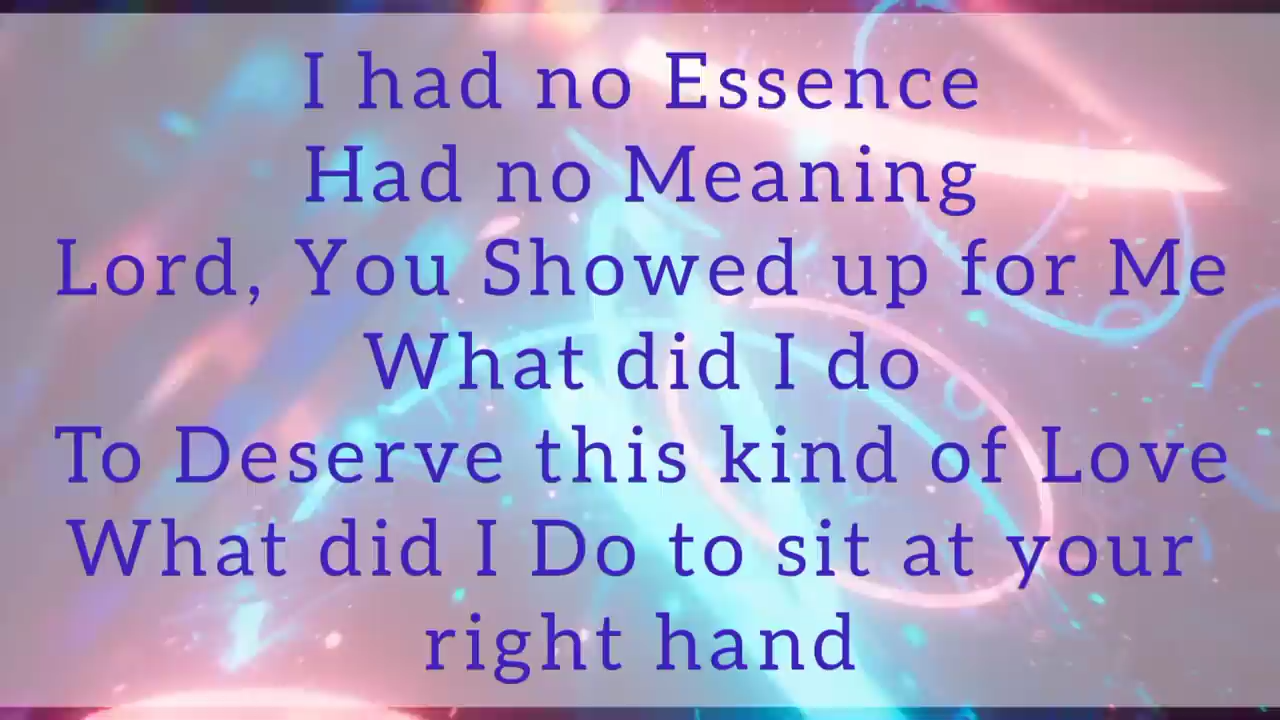 I had no Essence
Had no Meaning
Lord, You Showed up for Me
What did I do
To Deserve this kind of Love
What did I Do to sit at your
right hand